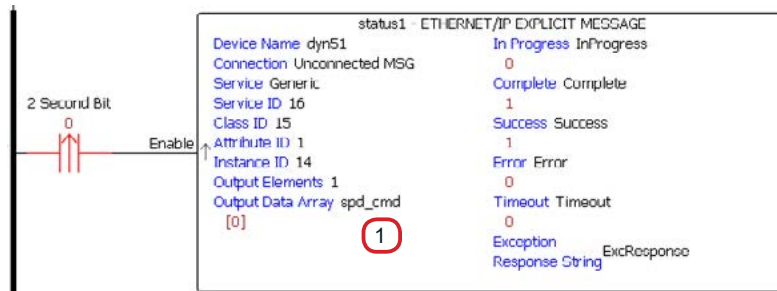 status1 - ETHERNET/IP EXPLICIT MESSAGE
Device Name dyn51
Connection Unconnected MSG
Service Generic
Service ID 16
Class ID 15
Attribute ID 1
Instance ID 14
Output Elements 1
Output Data Array spd_cmd
[0]
1
In Progress InProgress
0
Complete Complete
1
Success Success
1
Error Error
0
Timeout Timeout
0
Exception
Response String ExcResponse
2 Second Bit
0
Enable